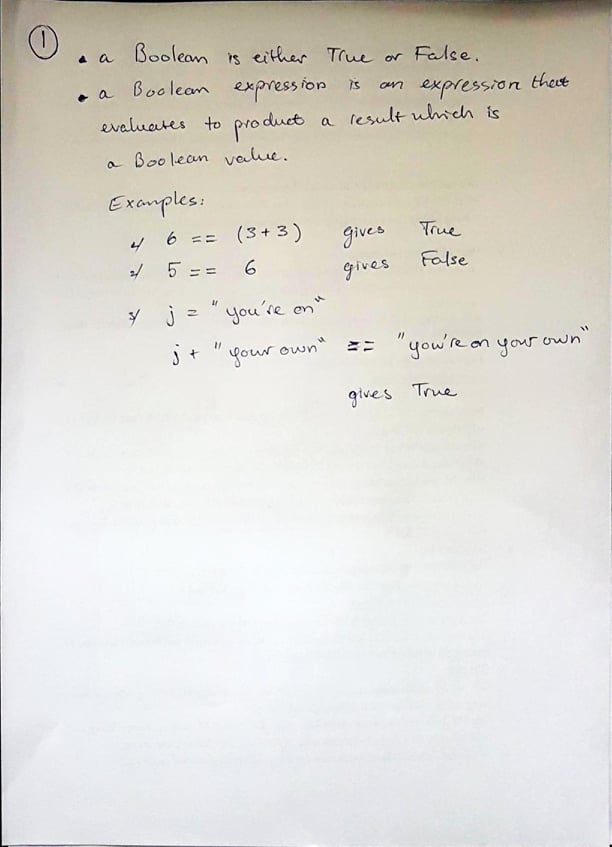 1
• a Boolean is either True or False.
• a Boolean expression is an expression that
evaluates to product a result which is
a Boolean value.
Examples:
1/ 6 == (3+3) gives True
2/ 5 == 6 gives False
3/ j = "you're on"
j + "your own" == "you're on your own"
gives True